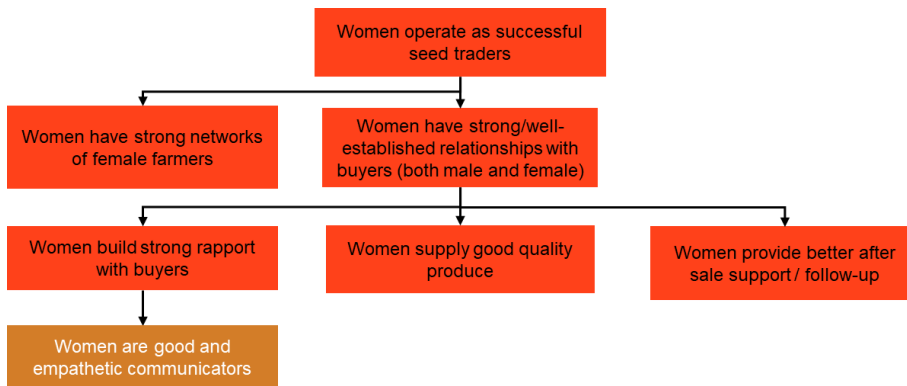 Women operate as successful
seed traders
Women have strong networks
of female farmers
Women have strong/well-
established relationships with
buyers (both male and female)
Women build strong rapport
with buyers
Women supply good quality
produce
Women provide better after
sale support / follow-up
Women are good and
empathetic communicators